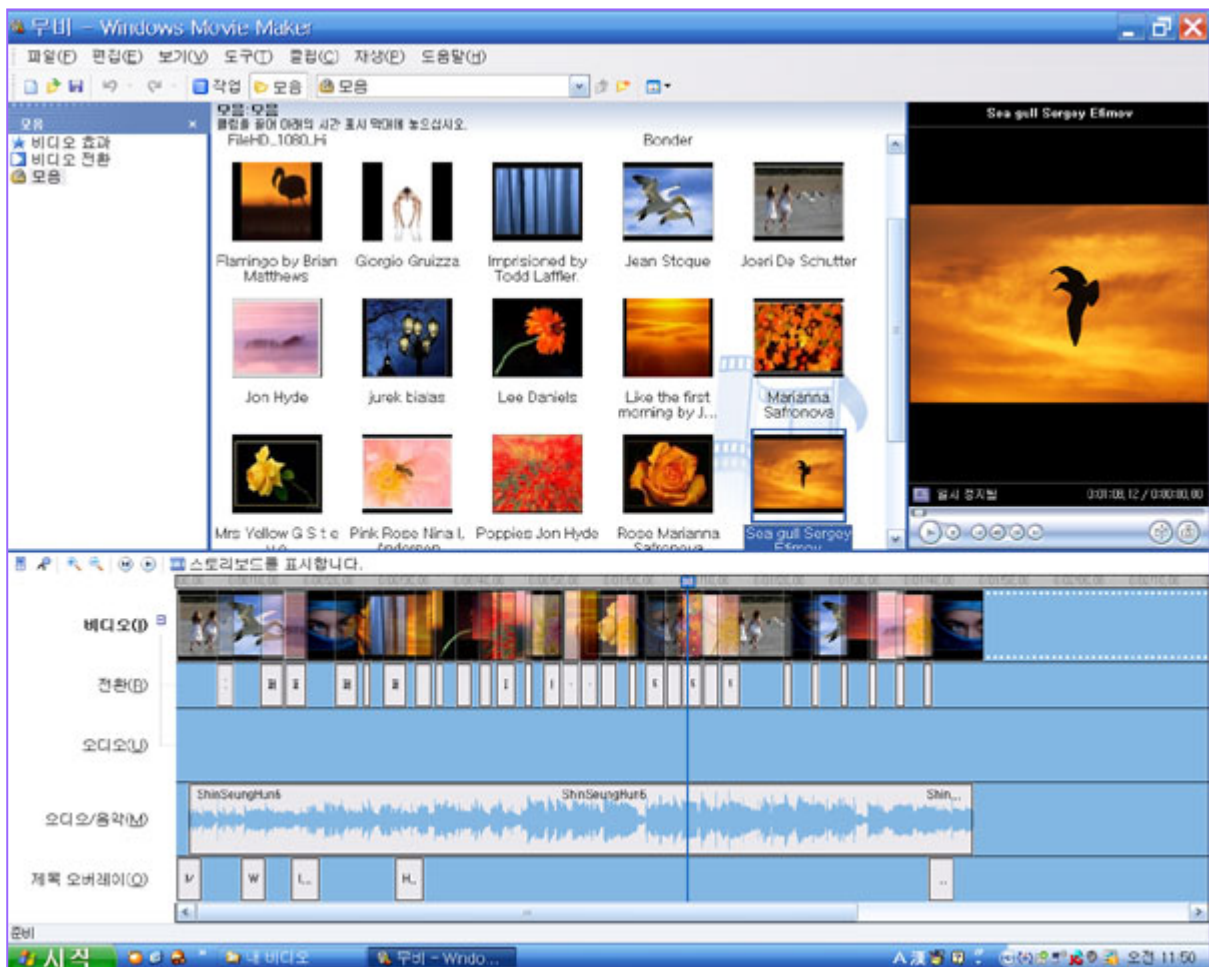 무비 - Windows Movie Maker
파일(F) 편집(E) 보기(V) 도구(T) 클립(C) 재생(P) 도움말(H)
작업 모음 모음
모음
비디오 효과
비디오 전환
모음
모음:모음
클립을 끌어 아래의 시간 표시 막대에 놓으십시오.
FileHD_1080_Hi Bonder
Flamingo by Brian Matthews
Giorgio Gruizza
Imprisioned by Todd Laffler.
Jean Stoque
Joeri De Schutter
Jon Hyde
jurek bialas
Lee Daniels
Like the first morning by J...
Marianna Safronova
Mrs Yellow G S t e
Pink Rose Nina I, Andersen
Poppies Jon Hyde
Rose Marianna Safronova
Sea gull Sergey Efimov
Sea gull Sergey Efimov
일시 정지됨 0:01:08,12 / 0:00:00,00
스토리보드를 표시합니다.
비디오(I)
전환(R)
오디오(U)
오디오/음악(M)
ShinSeungHun6 ShinSeungHun6 Shin...
제목 오버레이(O)
W I... H...
준비
시작 내 비디오 무비 - Windo... A 漢 오전 11:50